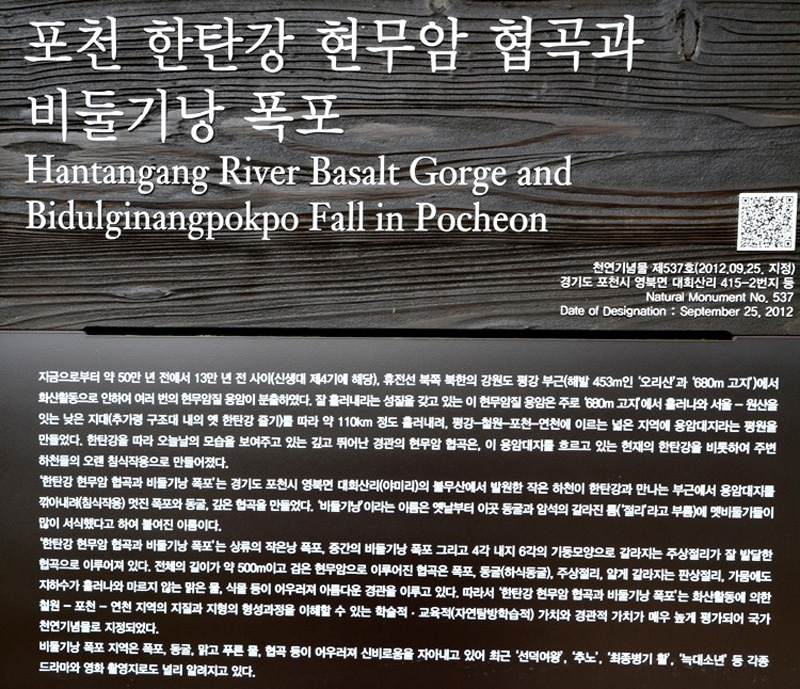 포천 한탄강 현무암 협곡과
비둘기낭 폭포
Hantangang River Basalt Gorge and
Bidulginangpokpo Fall in Pocheon
천연기념물 제537호(2012.09.25. 지정)
경기도 포천시 영북면 대회산리 415-2번지 등
Natural Monument No. 537
Date of Designation : September 25, 2012
지금으로부터 약 50만 년 전에서 13만 년 전 사이(신생대 제4기에 해당), 휴전선 북쪽 북한의 강원도 평강 부근(해발 453m인 '오리산'과 '680m 고지')에서
화산활동으로 인하여 여러 번의 현무암질 용암이 분출하였다. 잘 흘러내리는 성질을 갖고 있는 이 현무암질 용암은 주로 '680m 고지'에서 흘러나와 서울 – 원산을
잇는 낮은 지대(추가령 구조대 내의 옛 한탄강 줄기)를 따라 약 110km 정도 흘러내려, 평강-철원-포천-연천에 이르는 넓은 지역에 용암대지라는 평원을
만들었다. 한탄강을 따라 오늘날의 모습을 보여주고 있는 깊고 뛰어난 경관의 현무암 협곡은, 이 용암대지를 흐르고 있는 현재의 한탄강을 비롯하여 주변
하천들의 오랜 침식작용으로 만들어졌다.
'한탄강 현무암 협곡과 비둘기낭 폭포'는 경기도 포천시 영북면 대회산리(야미리)의 불무산에서 발원한 작은 하천이 한탄강과 만나는 부근에서 용암대지를
깎아내려(침식작용) 멋진 폭포와 동굴, 깊은 협곡을 만들었다. '비둘기낭'이라는 이름은 옛날부터 이곳 동굴과 암석의 갈라진 틈('절리'라고 부름)에 멧비둘기들이
많이 서식했다고 하여 붙여진 이름이다.
'한탄강 현무암 협곡과 비둘기낭 폭포'는 상류의 작은낭 폭포, 중간의 비둘기낭 폭포 그리고 4각 내지 6각의 기둥모양으로 갈라지는 주상절리가 잘 발달한
협곡으로 이루어져 있다. 전체의 길이가 약 500m이고 검은 현무암으로 이루어진 협곡은 폭포, 동굴(하식동굴), 주상절리, 얇게 갈라지는 판상절리, 가뭄에도
지하수가 흘러나와 마르지 않는 맑은 물, 식물 등이 어우러져 아름다운 경관을 이루고 있다. 따라서 '한탄강 현무암 협곡과 비둘기낭 폭포'는 화산활동에 의한
철원 – 포천 – 연천 지역의 지질과 지형의 형성과정을 이해할 수 있는 학술적 · 교육적(자연탐방학습적) 가치와 경관적 가치가 매우 높게 평가되어 국가
천연기념물로 지정되었다.
비둘기낭 폭포 지역은 폭포, 동굴, 맑고 푸른 물, 협곡 등이 어우러져 신비로움을 자아내고 있어 최근 '선덕여왕', '추노', '최종병기 활', '늑대소년' 등 각종
드라마와 영화 촬영지로도 널리 알려지고 있다.